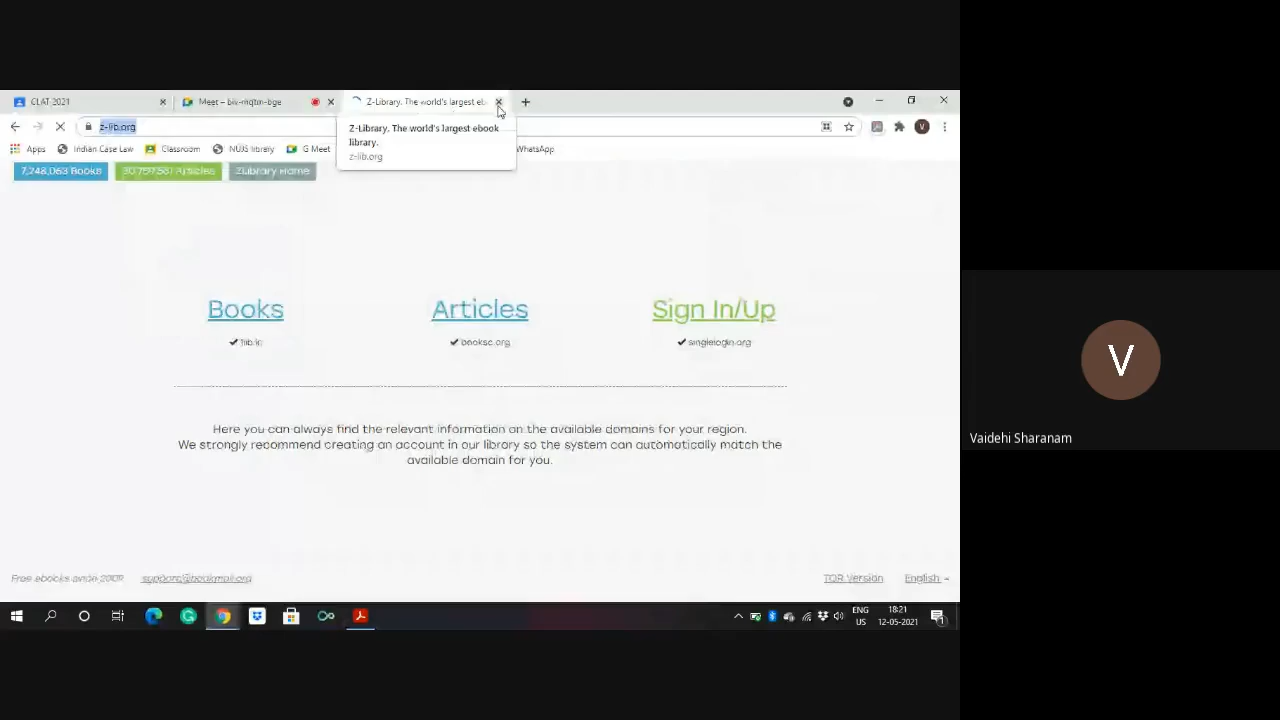 CLAT 2021
Meet – bix-mqtm-bge
Z-Library. The world's largest eb
z-lib.org
Z-Library. The world's largest ebook
library.
z-lib.org
Apps
Indian Case Law
Classroom
NUJS library
G Meet
WhatsApp
7,248,063 Books
Articles
Zlibrary Home
Books
Articles
Sign In/Up
1lib.in
booksc.org
singlelogin.org
Here you can always find the relevant information on the available domains for your region.
We strongly recommend creating an account in our library so the system can automatically match the
available domain for you.
Free ebooks since 2009
support@bookmail.org
TOR Version
English
ENG
US
18:21
12-05-2021
1
V
V
Vaidehi Sharanam